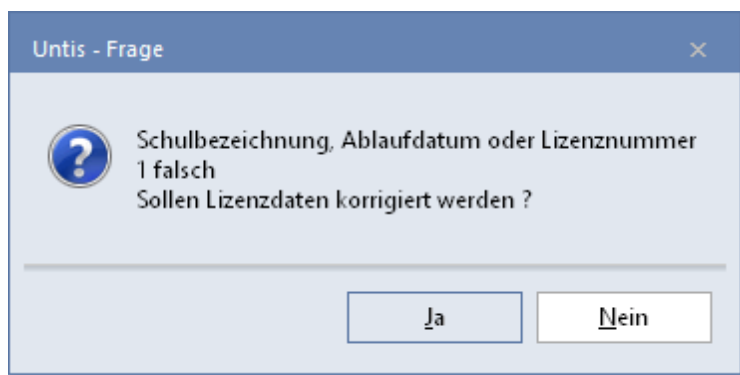 Untis - Frage
Schulbezeichnung, Ablaufdatum oder Lizenznummer
1 falsch
Sollen Lizenzdaten korrigiert werden ?
Ja
Nein